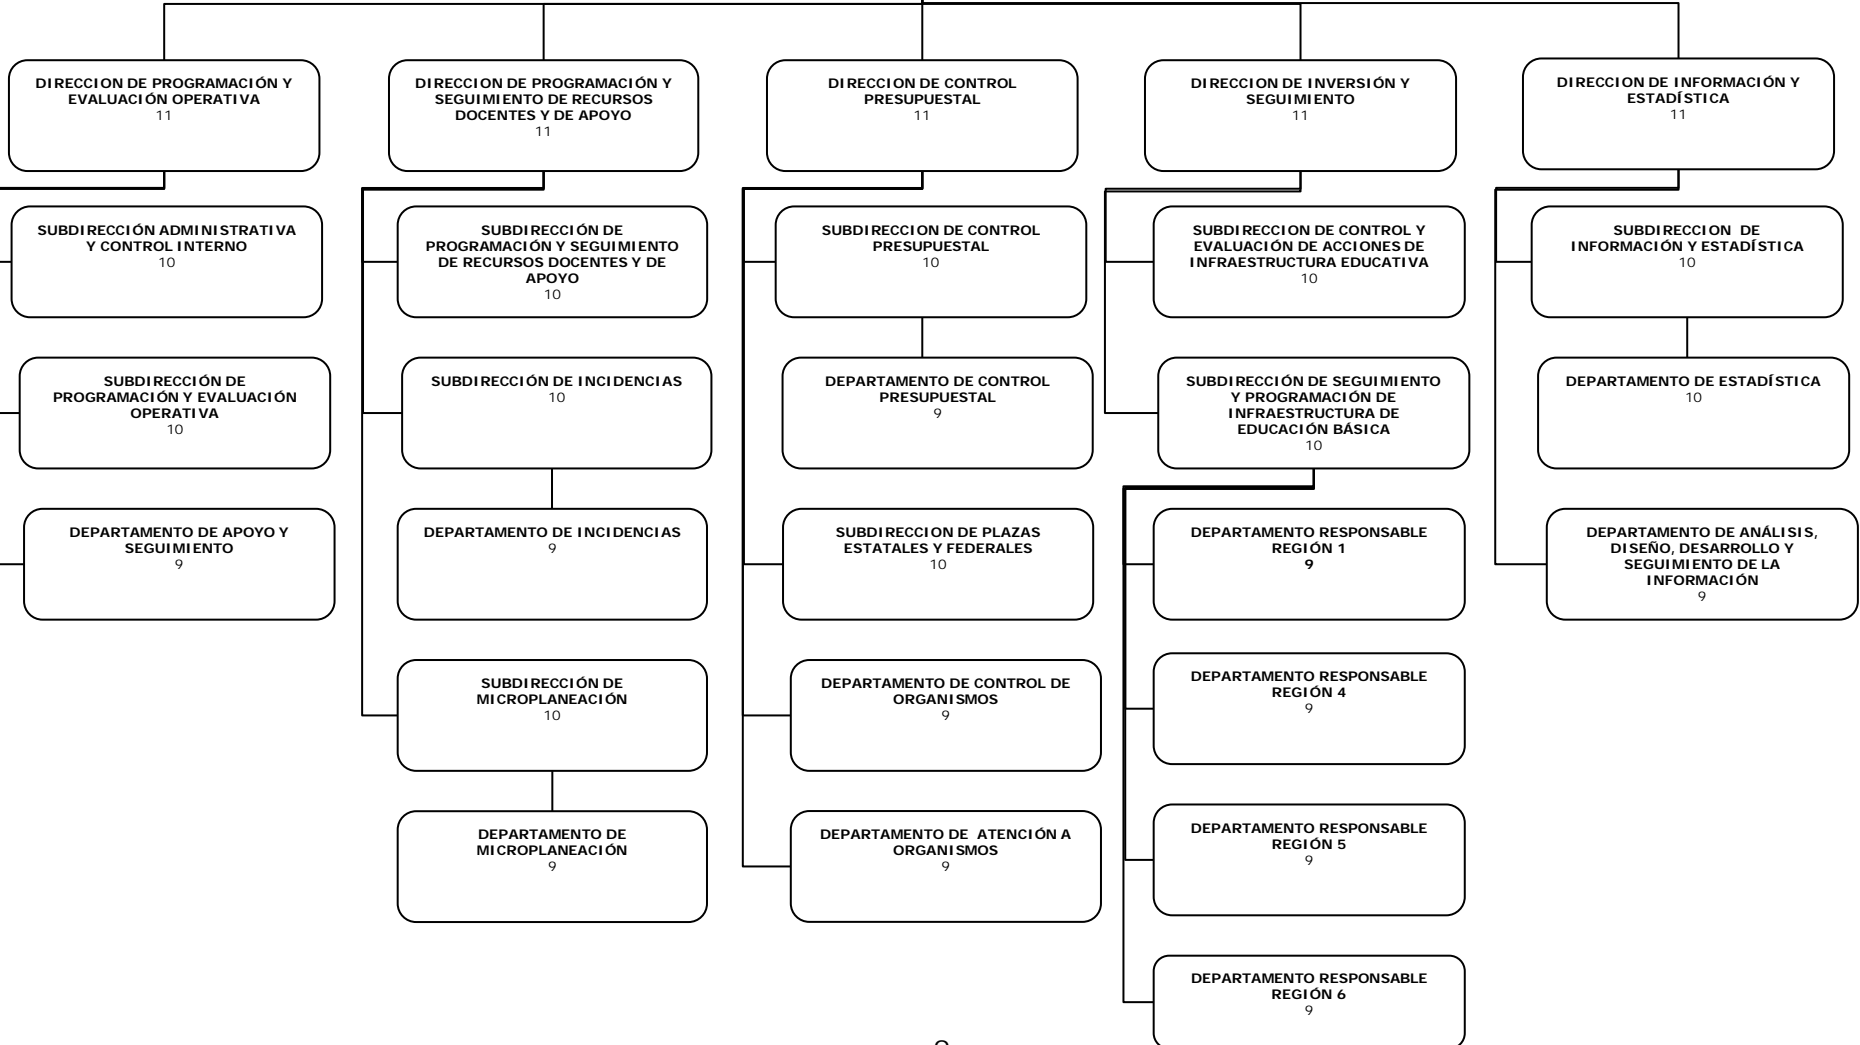 DIRECCION DE PROGRAMACIÓN Y
EVALUACIÓN OPERATIVA
11
DIRECCION DE PROGRAMACIÓN Y
SEGUIMIENTO DE RECURSOS
DOCENTES Y DE APOYO
11
DIRECCION DE CONTROL
PRESUPUESTAL
11
DIRECCION DE INVERSIÓN Y
SEGUIMIENTO
11
DIRECCION DE INFORMACIÓN Y
ESTADÍSTICA
11
SUBDIRECCIÓN ADMINISTRATIVA
Y CONTROL INTERNO
10
SUBDIRECCIÓN DE
PROGRAMACIÓN Y SEGUIMIENTO
DE RECURSOS DOCENTES Y DE
APOYO
10
SUBDIRECCION DE CONTROL
PRESUPUESTAL
10
SUBDIRECCION DE CONTROL Y
EVALUACIÓN DE ACCIONES DE
INFRAESTRUCTURA EDUCATIVA
10
SUBDIRECCION DE
INFORMACIÓN Y ESTADÍSTICA
10
SUBDIRECCIÓN DE
PROGRAMACIÓN Y EVALUACIÓN
OPERATIVA
10
SUBDIRECCIÓN DE INCIDENCIAS
10
DEPARTAMENTO DE CONTROL
PRESUPUESTAL
9
SUBDIRECCIÓN DE SEGUIMIENTO
Y PROGRAMACIÓN DE
INFRAESTRUCTURA DE
EDUCACIÓN BÁSICA
10
DEPARTAMENTO DE ESTADÍSTICA
10
DEPARTAMENTO DE APOYO Y
SEGUIMIENTO
9
DEPARTAMENTO DE INCIDENCIAS
9
SUBDIRECCION DE PLAZAS
ESTATALES Y FEDERALES
10
DEPARTAMENTO RESPONSABLE
REGIÓN 1
9
DEPARTAMENTO DE ANÁLISIS,
DISEÑO, DESARROLLO Y
SEGUIMIENTO DE LA
INFORMACIÓN
9
SUBDIRECCIÓN DE
MICROPLANEACIÓN
10
DEPARTAMENTO DE CONTROL DE
ORGANISMOS
9
DEPARTAMENTO RESPONSABLE
REGIÓN 4
9
DEPARTAMENTO DE
MICROPLANEACIÓN
9
DEPARTAMENTO DE ATENCIÓN A
ORGANISMOS
9
DEPARTAMENTO RESPONSABLE
REGIÓN 5
9
DEPARTAMENTO RESPONSABLE
REGIÓN 6
9